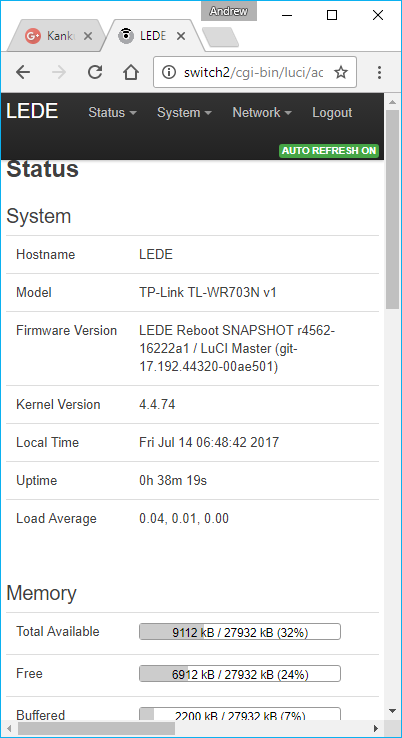 Andrew
Kank
LEDE
switch2/cgi-bin/luci/ac
LEDE Status System Network Logout
AUTO REFRESH ON
Status
System
Hostname LEDE
Model TP-Link TL-WR703N v1
Firmware Version LEDE Reboot SNAPSHOT r4562-
16222a1 / LuCI Master (git-
17.192.44320-00ae501)
Kernel Version 4.4.74
Local Time Fri Jul 14 06:48:42 2017
Uptime 0h 38m 19s
Load Average 0.04, 0.01, 0.00
Memory
Total Available 9112 kB / 27932 kB (32%)
Free 6912 kB / 27932 kB (24%)
Buffered 2200 kB / 27932 kB (7%)